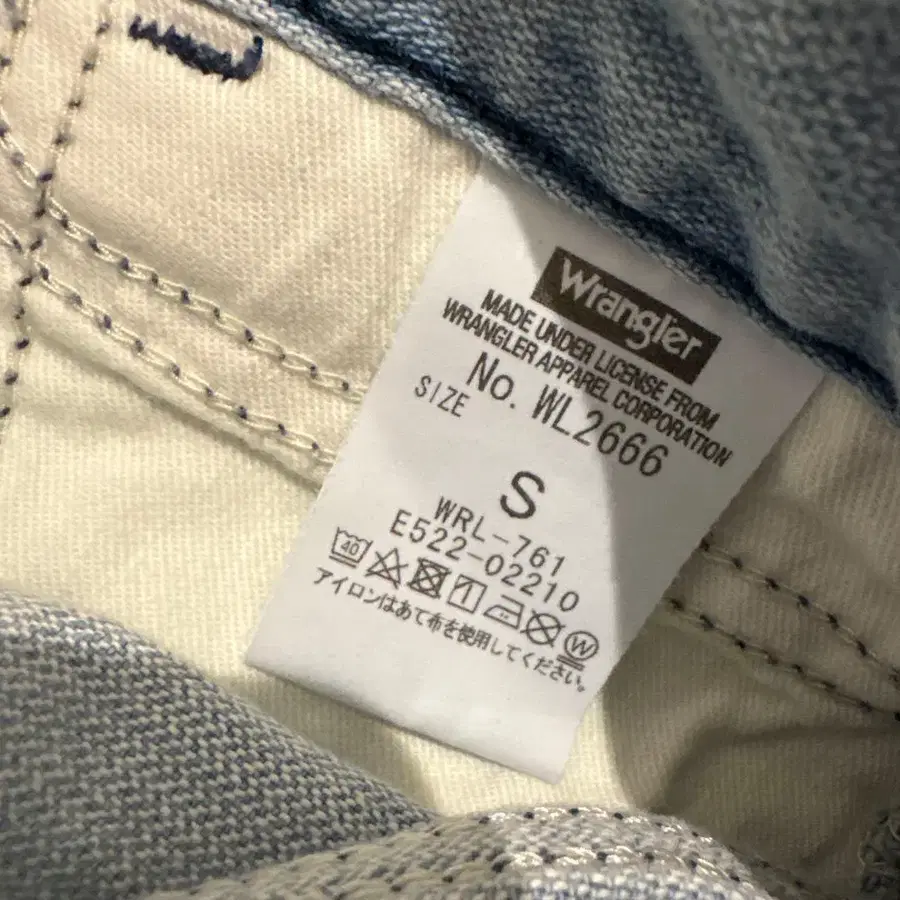 Wrangler
MADE UNDER LICENSE FROM
WRANGLER APPAREL CORPORATION
No. WL2666
SIZE
S
WRL-761
E522-02210
40
W
アイロンはあて布を使用してください。